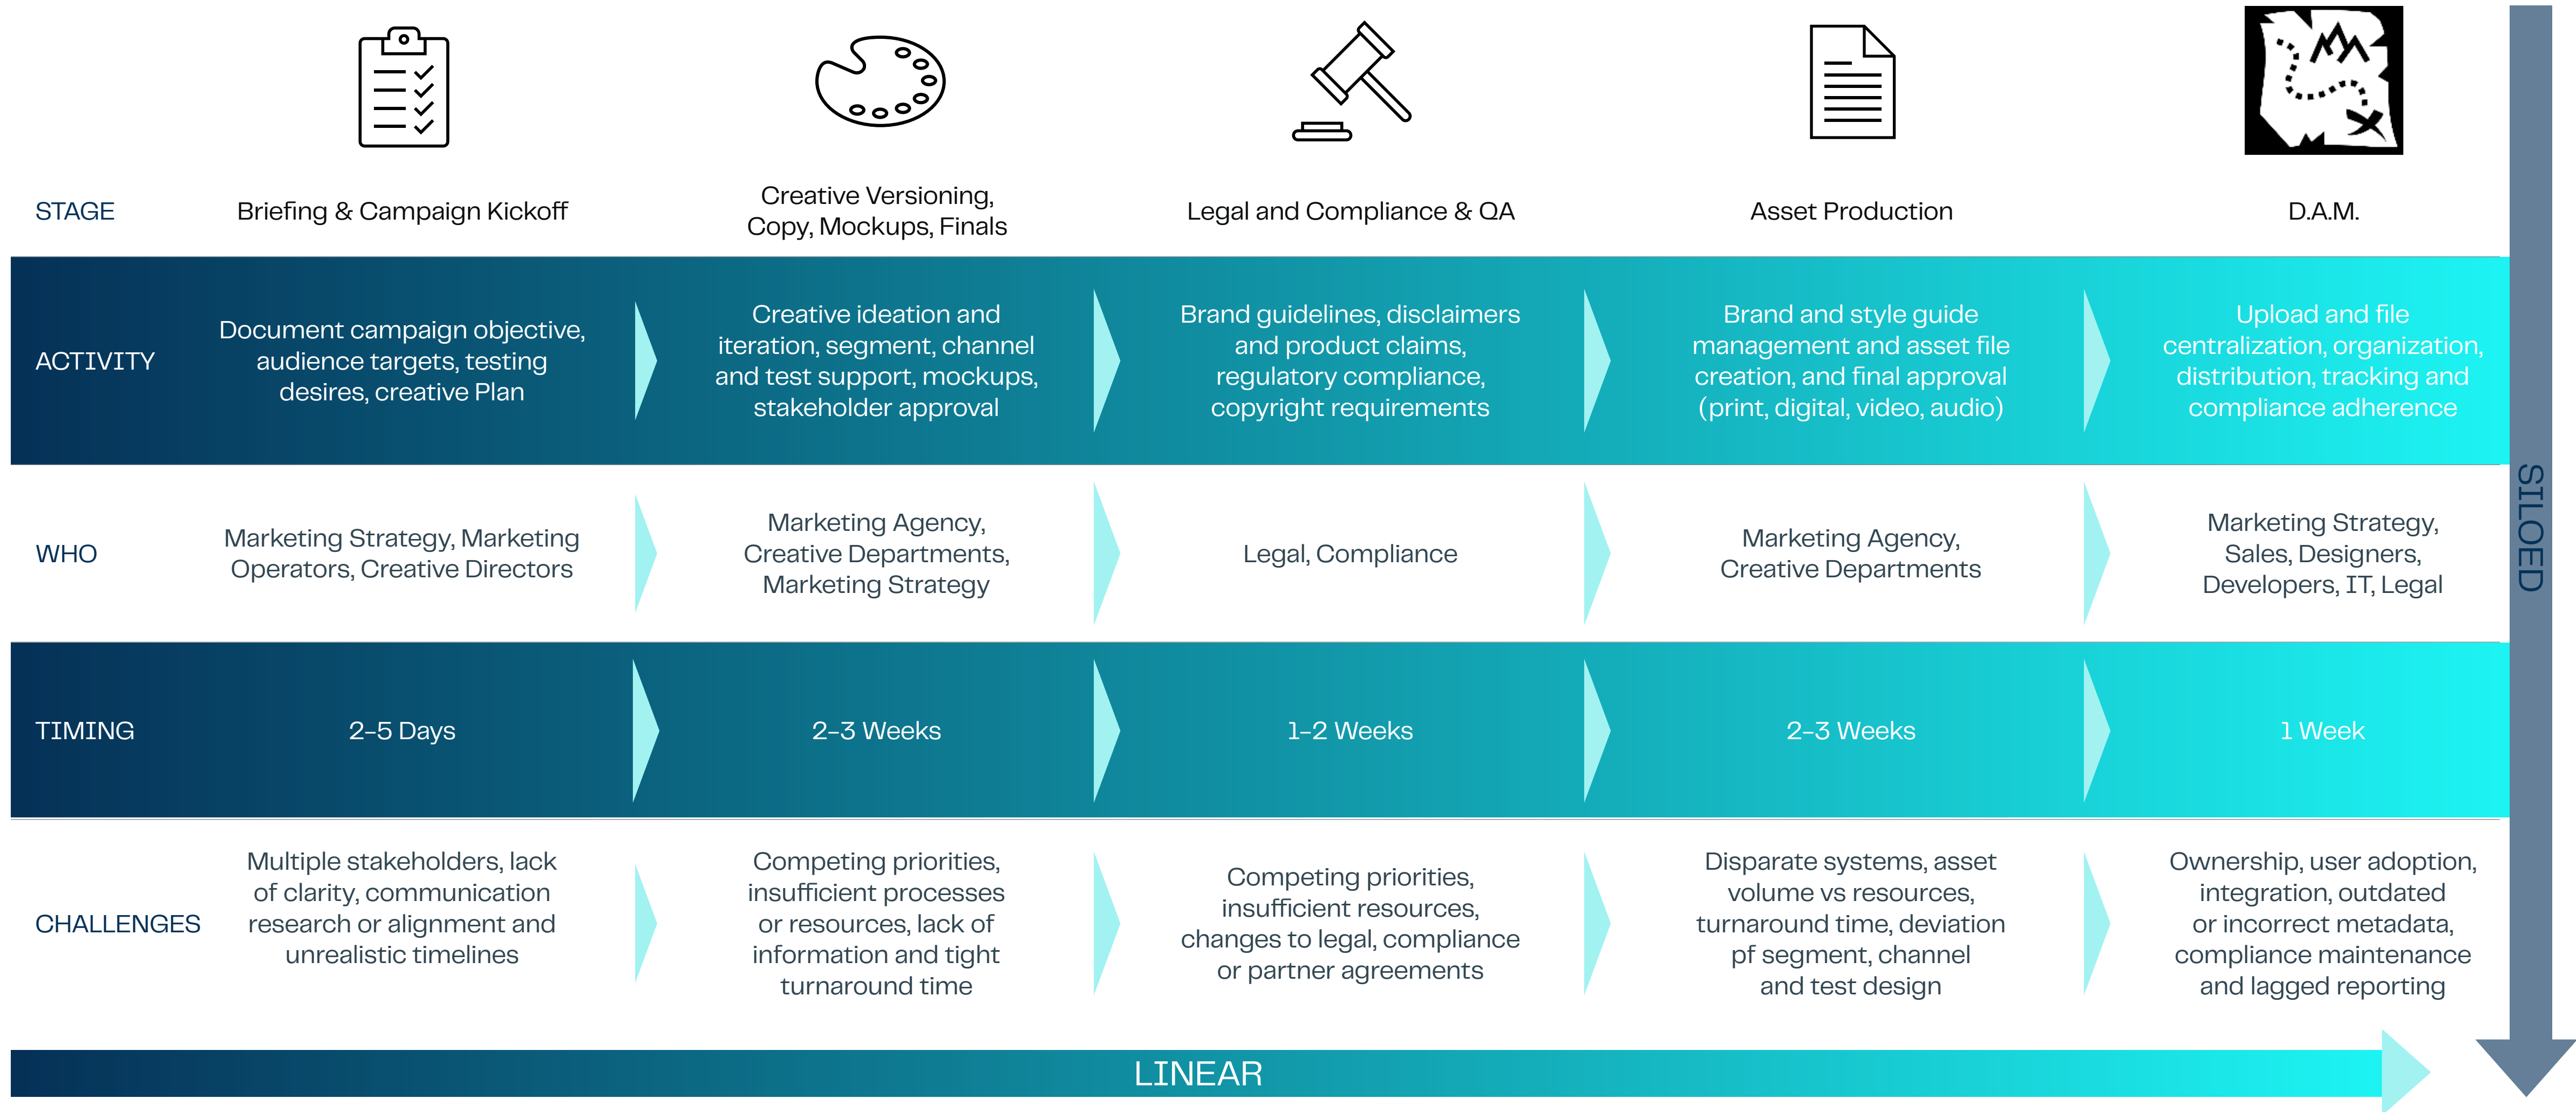 STAGE
Briefing & Campaign Kickoff
Creative Versioning,
Copy, Mockups, Finals
Legal and Compliance & QA
Asset Production
D.A.M.
ACTIVITY
Document campaign objective,
audience targets, testing
desires, creative Plan
Creative ideation and
iteration, segment, channel
and test support, mockups,
stakeholder approval
Brand guidelines, disclaimers
and product claims,
regulatory compliance,
copyright requirements
Brand and style guide
management and asset file
creation, and final approval
(print, digital, video, audio)
Upload and file
centralization, organization,
distribution, tracking and
compliance adherence
WHO
Marketing Strategy, Marketing
Operators, Creative Directors
Marketing Agency,
Creative Departments,
Marketing Strategy
Legal, Compliance
Marketing Agency,
Creative Departments
Marketing Strategy,
Sales, Designers,
Developers, IT, Legal
TIMING
2-5 Days
2-3 Weeks
1-2 Weeks
2-3 Weeks
1 Week
CHALLENGES
Multiple stakeholders, lack
of clarity, communication
research or alignment and
unrealistic timelines
Competing priorities,
insufficient processes
or resources, lack of
information and tight
turnaround time
Competing priorities,
insufficient resources,
changes to legal, compliance
or partner agreements
Disparate systems, asset
volume vs resources,
turnaround time, deviation
pf segment, channel
and test design
Ownership, user adoption,
integration, outdated
or incorrect metadata,
compliance maintenance
and lagged reporting
SILOED
LINEAR